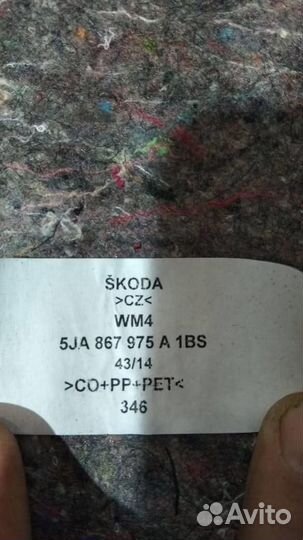 ŠKODA
>CZ<
WM4
5JA 867 975 A 1BS
43/14
>CO+PP+PET<
346
Avito